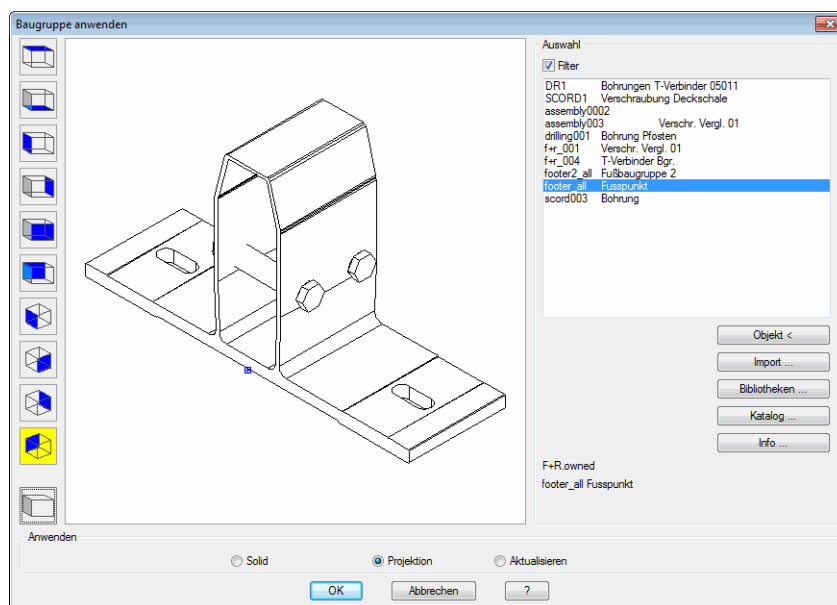 Baugruppe anwenden
Auswahl
Filter
DR1 Bohrungen T-Verbinder 05011
SCORD1 Verschraubung Deckschale
assembly0002
assembly003 Verschr. Vergl. 01
drilling001 Bohrung Pfosten
f+r_001 Verschr. Vergl. 01
f+r_004 T-Verbinder Bgr.
footer2_all Fußbaugruppe 2
footer_all Fusspunkt
scord003 Bohrung
Objekt <
Import ...
Bibliotheken ...
Katalog ...
Info ...
F+R.owned
footer_all Fusspunkt
Anwenden
Solid Projektion Aktualisieren
OK Abbrechen ?